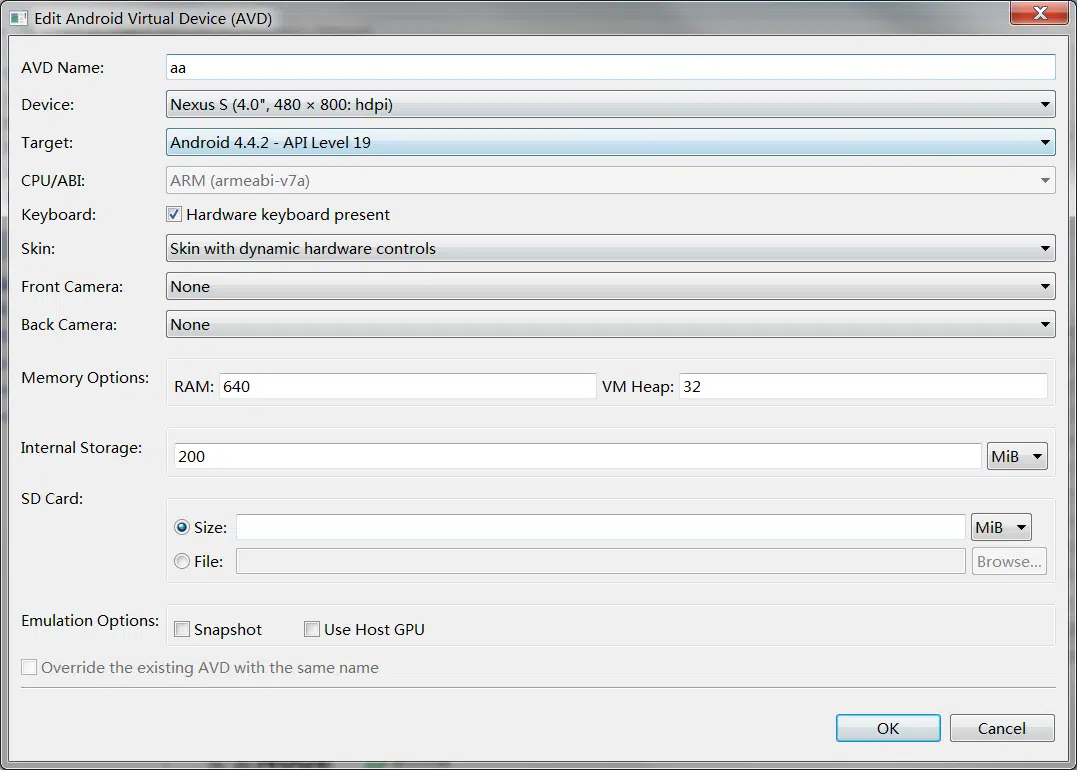 Edit Android Virtual Device (AVD)
AVD Name: aa
Device: Nexus S (4.0", 480 × 800: hdpi)
Target: Android 4.4.2 - API Level 19
CPU/ABI: ARM (armeabi-v7a)
Keyboard: Hardware keyboard present
Skin: Skin with dynamic hardware controls
Front Camera: None
Back Camera: None
Memory Options: RAM: 640 VM Heap: 32
Internal Storage: 200 MiB
SD Card:
Size: MiB
File: Browse...
Emulation Options: Snapshot Use Host GPU
Override the existing AVD with the same name
OK Cancel